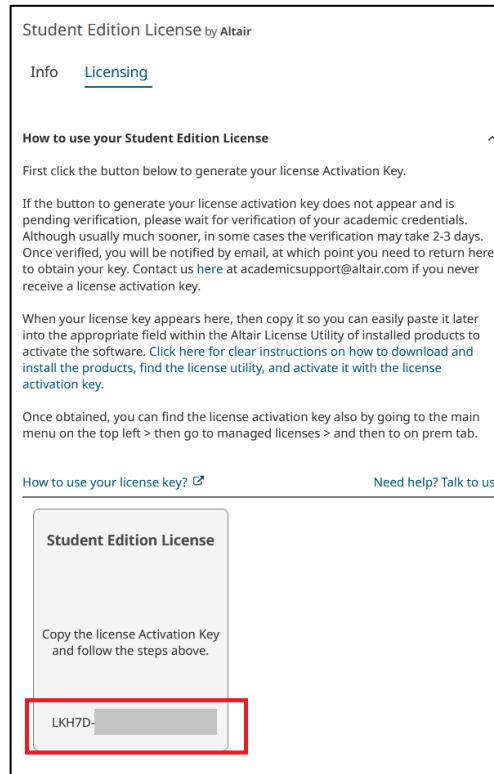 Student Edition License by Altair
Info Licensing
How to use your Student Edition License
First click the button below to generate your license Activation Key.
If the button to generate your license activation key does not appear and is
pending verification, please wait for verification of your academic credentials.
Although usually much sooner, in some cases the verification may take 2-3 days.
Once verified, you will be notified by email, at which point you need to return here
to obtain your key. Contact us here at academicsupport@altair.com if you never
receive a license activation key.
When your license key appears here, then copy it so you can easily paste it later
into the appropriate field within the Altair License Utility of installed products to
activate the software. Click here for clear instructions on how to download and
install the products, find the license utility, and activate it with the license
activation key.
Once obtained, you can find the license activation key also by going to the main
menu on the top left > then go to managed licenses > and then to on prem tab.
How to use your license key? Need help? Talk to us
Student Edition License
Copy the license Activation Key
and follow the steps above.
LKH7D-